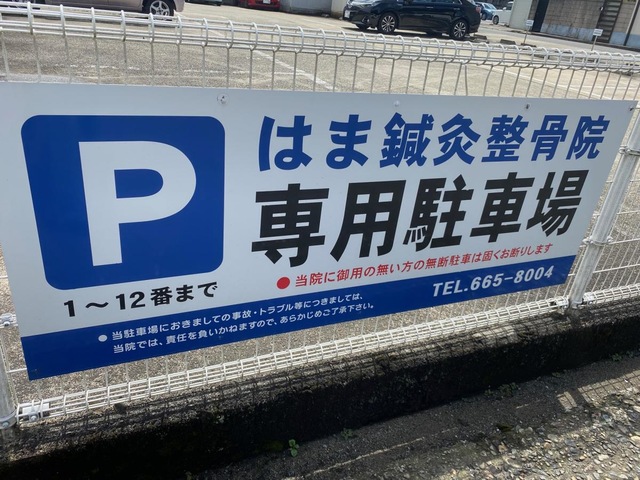 P
1～12番まで
はま鍼灸整骨院
専用駐車場
●当院に御用の無い方の無断駐車は固くお断りします
TEL.665-8004
●当駐車場におきましての事故・トラブル等につきましては、
当院では、責任を負いかねますので、あらかじめご了承下さい。